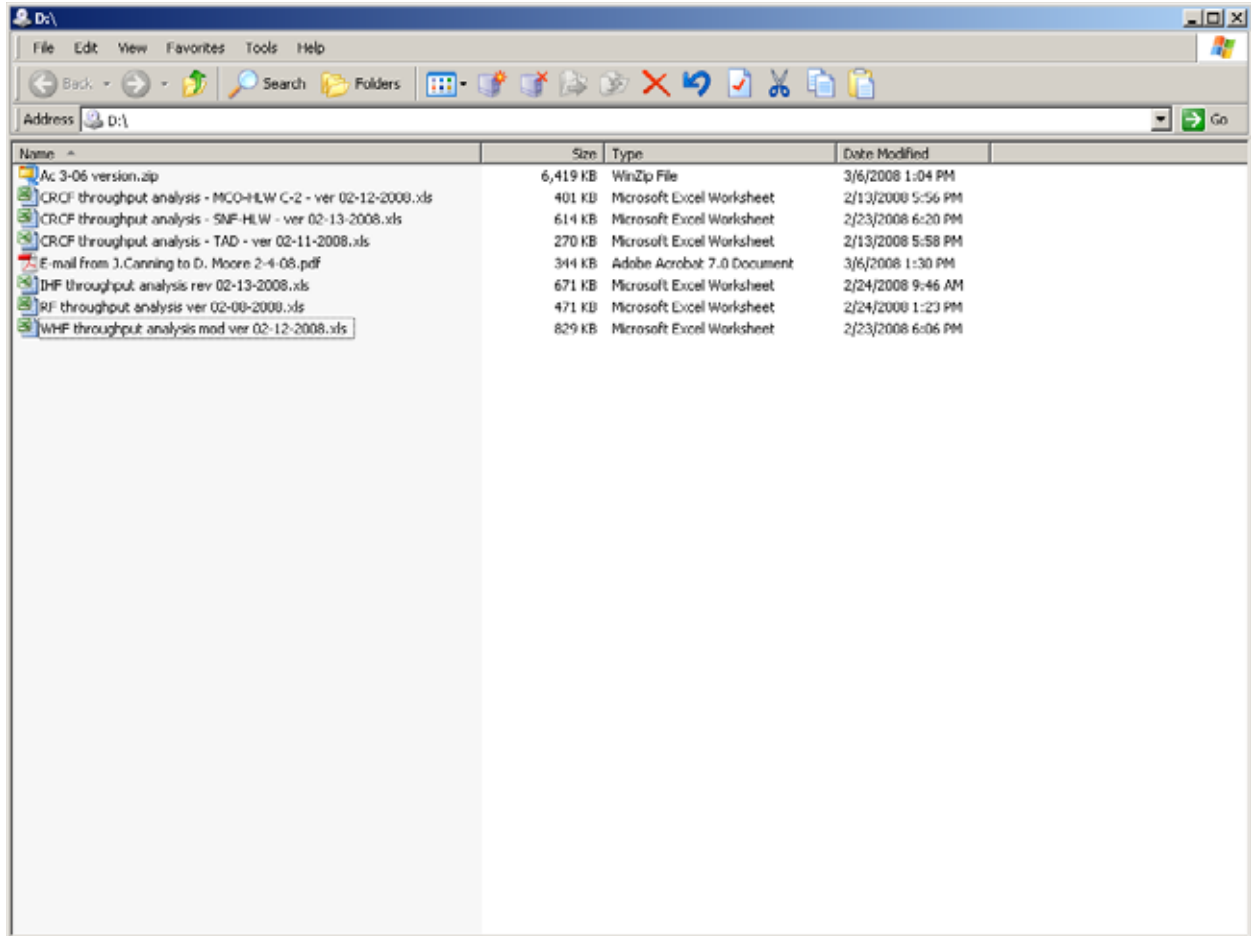 D:\
File Edit View Favorites Tools Help
Back Search Folders
Address D:\ Go
Name Size Type Date Modified
Ac 3-06 version.zip 6,419 KB WinZip File 3/6/2008 1:04 PM
CRCF throughput analysis - MCO-HLW C-2 - ver 02-12-2008.xls 401 KB Microsoft Excel Worksheet 2/13/2008 5:56 PM
CRCF throughput analysis - SNF-HLW - ver 02-13-2008.xls 614 KB Microsoft Excel Worksheet 2/23/2008 6:20 PM
CRCF throughput analysis - TAD - ver 02-11-2008.xls 270 KB Microsoft Excel Worksheet 2/13/2008 5:58 PM
E-mail from J.Canning to D. Moore 2-4-08.pdf 344 KB Adobe Acrobat 7.0 Document 3/6/2008 1:30 PM
IHF throughput analysis rev 02-13-2008.xls 671 KB Microsoft Excel Worksheet 2/24/2008 9:46 AM
RF throughput analysis ver 02-08-2008.xls 471 KB Microsoft Excel Worksheet 2/24/2008 1:23 PM
WHF throughput analysis mod ver 02-12-2008.xls 829 KB Microsoft Excel Worksheet 2/23/2008 6:06 PM